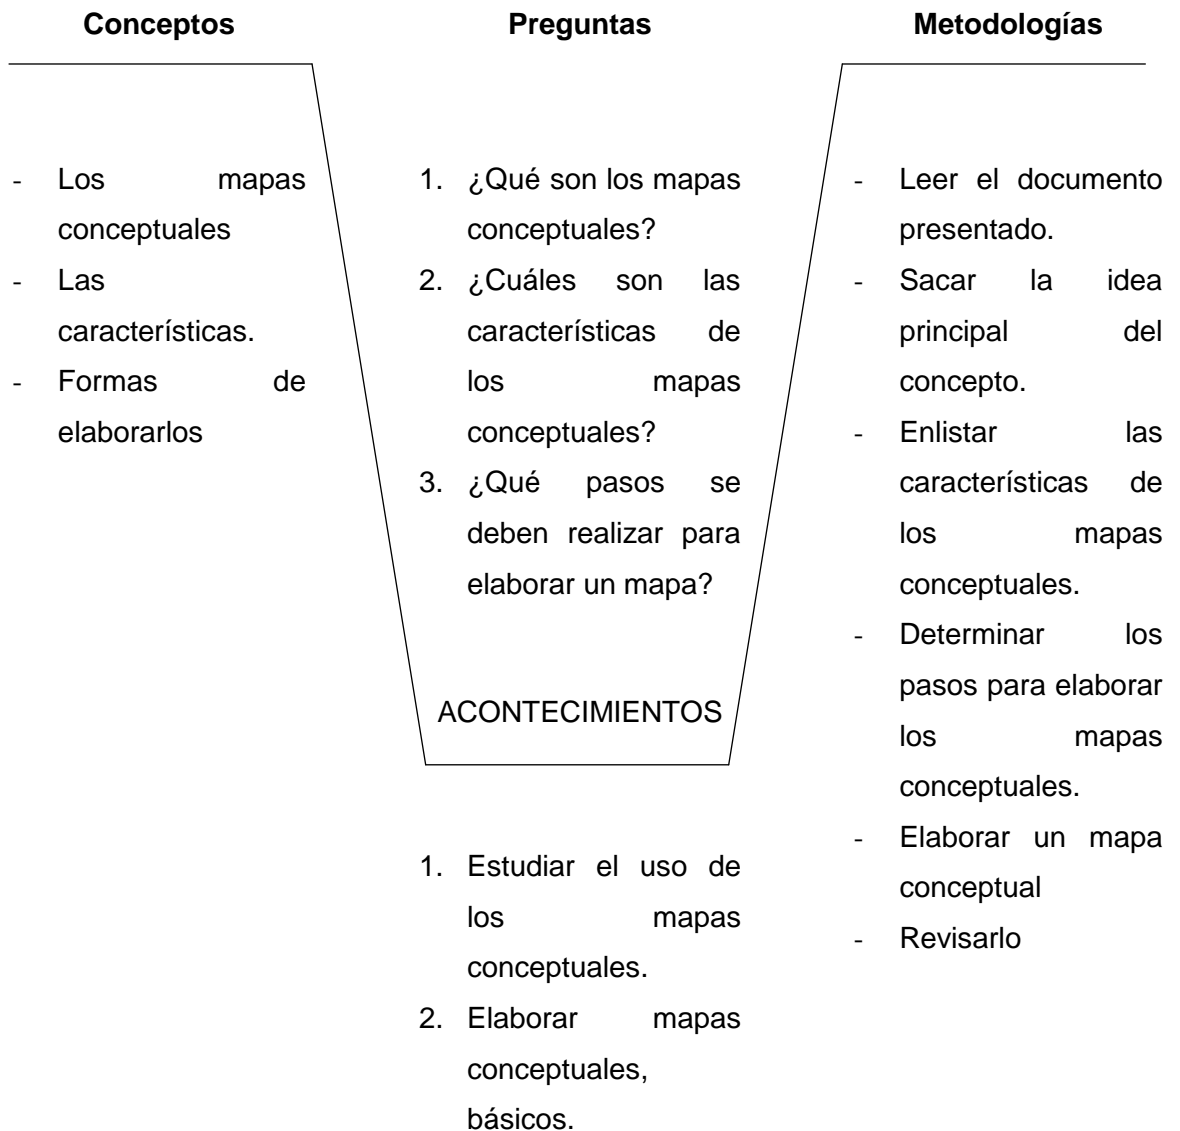 Conceptos
Preguntas
Metodologías
- Los mapas
conceptuales
- Las
características.
- Formas de
elaborarlos
1. ¿Qué son los mapas
conceptuales?
2. ¿Cuáles son las
características de
los mapas
conceptuales?
3. ¿Qué pasos se
deben realizar para
elaborar un mapa?
ACONTECIMIENTOS
1. Estudiar el uso de
los mapas
conceptuales.
2. Elaborar mapas
conceptuales,
básicos.
- Leer el documento
presentado.
- Sacar la idea
principal del
concepto.
- Enlistar las
características de
los mapas
conceptuales.
- Determinar los
pasos para elaborar
los mapas
conceptuales.
- Elaborar un mapa
conceptual
- Revisarlo